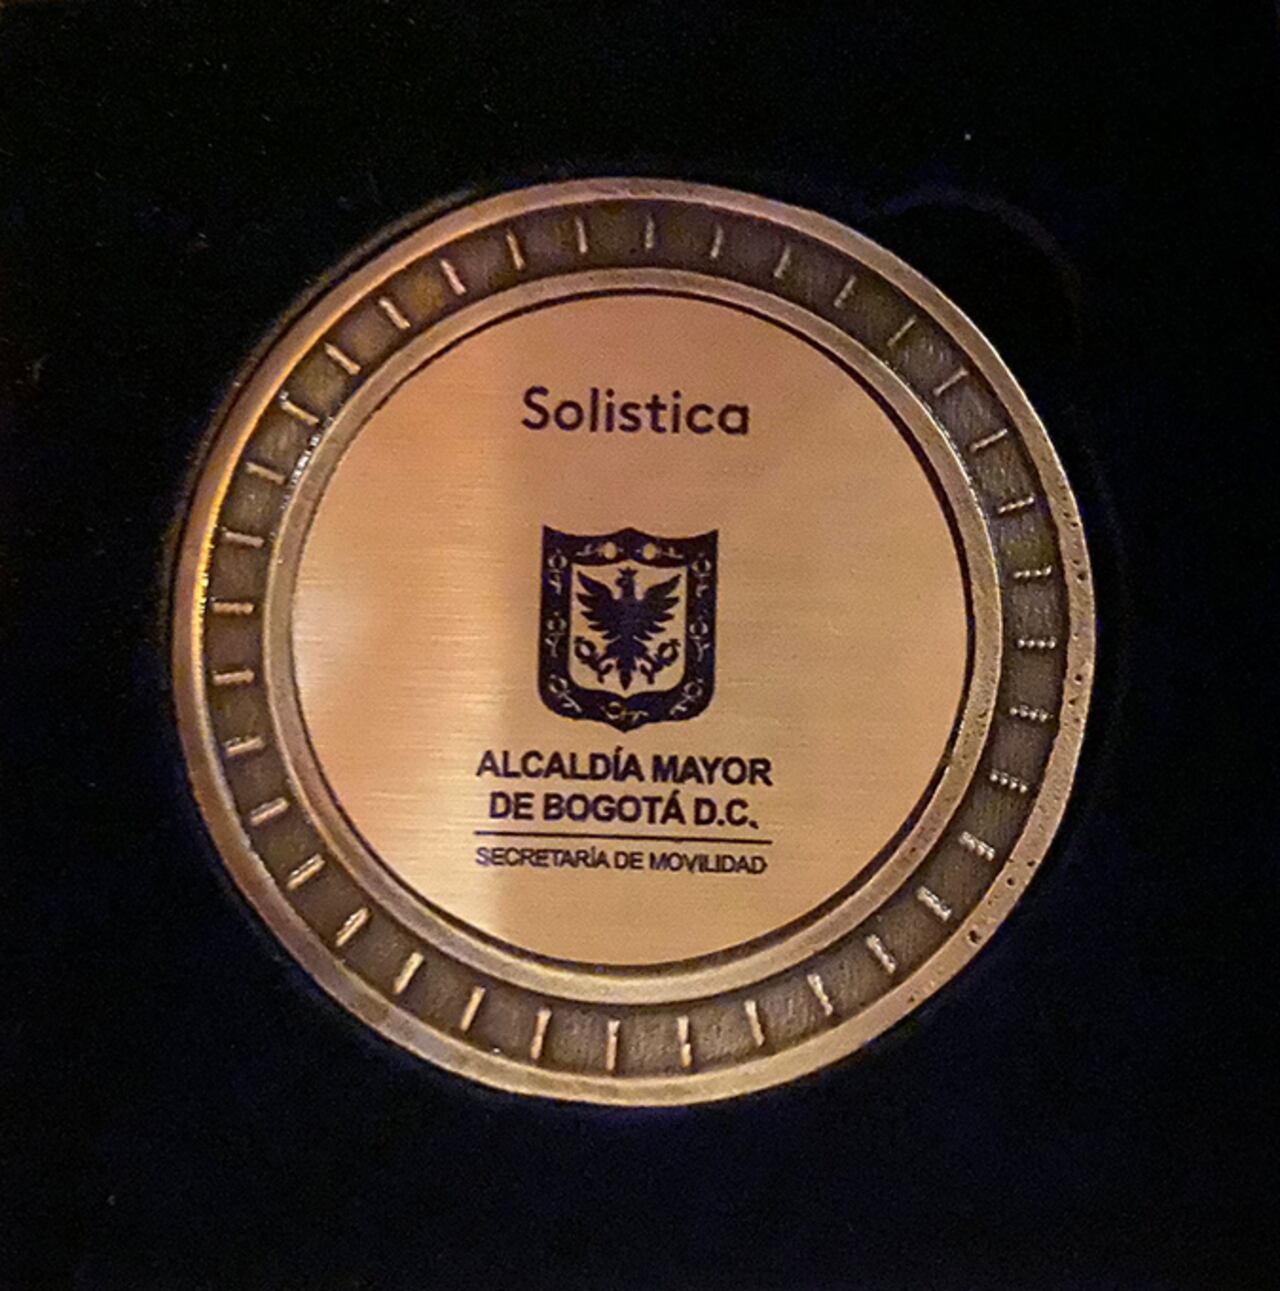 Solistica
ALCALDÍA MAYOR
DE BOGOTÁ D.C.
SECRETARÍA DE MOVILIDAD